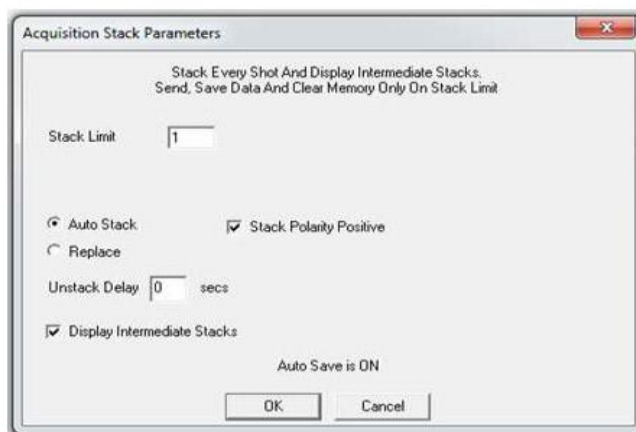 Acquisition Stack Parameters
Stack Every Shot And Display Intermediate Stacks.
Send, Save Data And Clear Memory Only On Stack Limit
Stack Limit 1
Auto Stack Stack Polarity Positive
Replace
Unstack Delay 0 secs
Display Intermediate Stacks
Auto Save is ON
OK Cancel